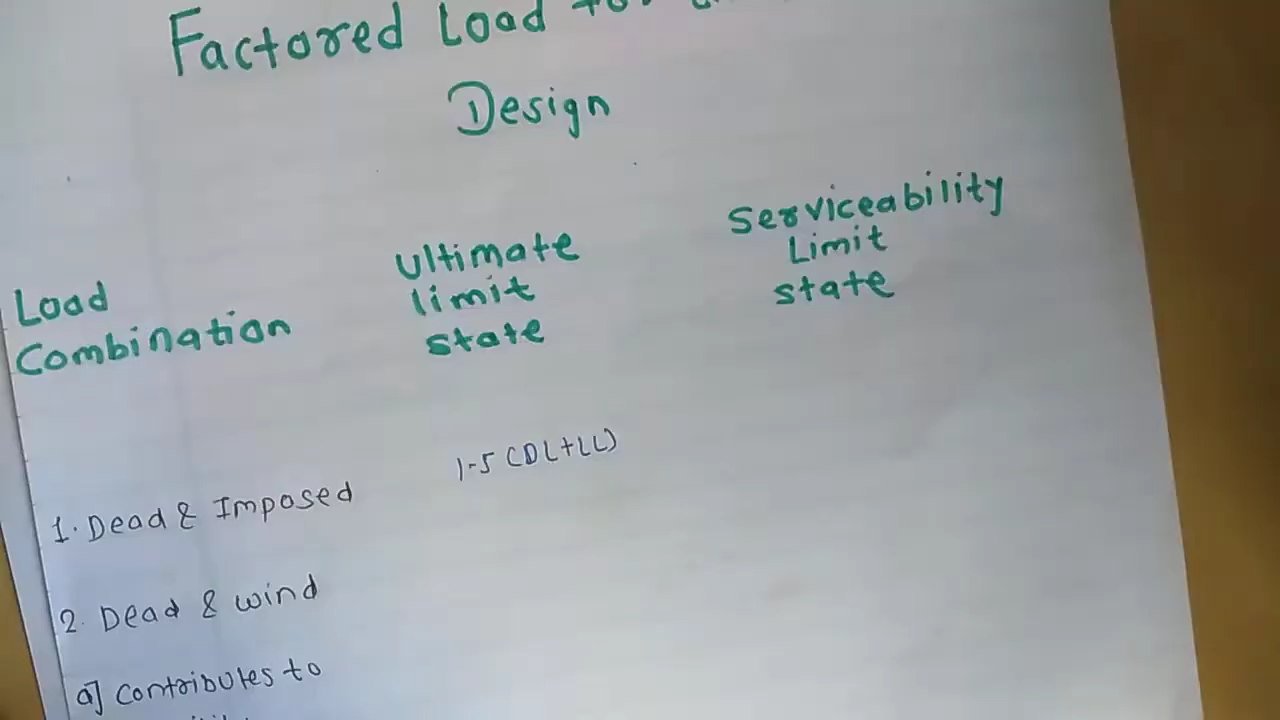 Factored Load for
Design
Load Combination
Ultimate limit state
Serviceability Limit state
1.5 (DL+LL)
1. Dead & Imposed
2. Dead & wind
a] Contributes to